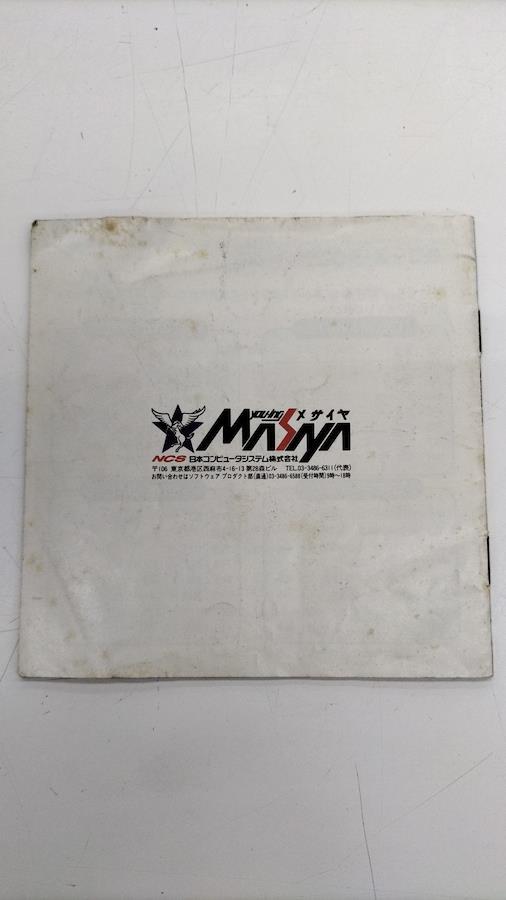 you-ing メサイヤ
MASAYA
NCS 日本コンピュータシステム株式会社
〒106 東京都港区西麻布4-16-13 第28森ビル TEL.03-3486-6311(代表)
お問い合わせはソフトウェア プロダクト部(直通)03-3486-6588(受付時間)9時〜18時